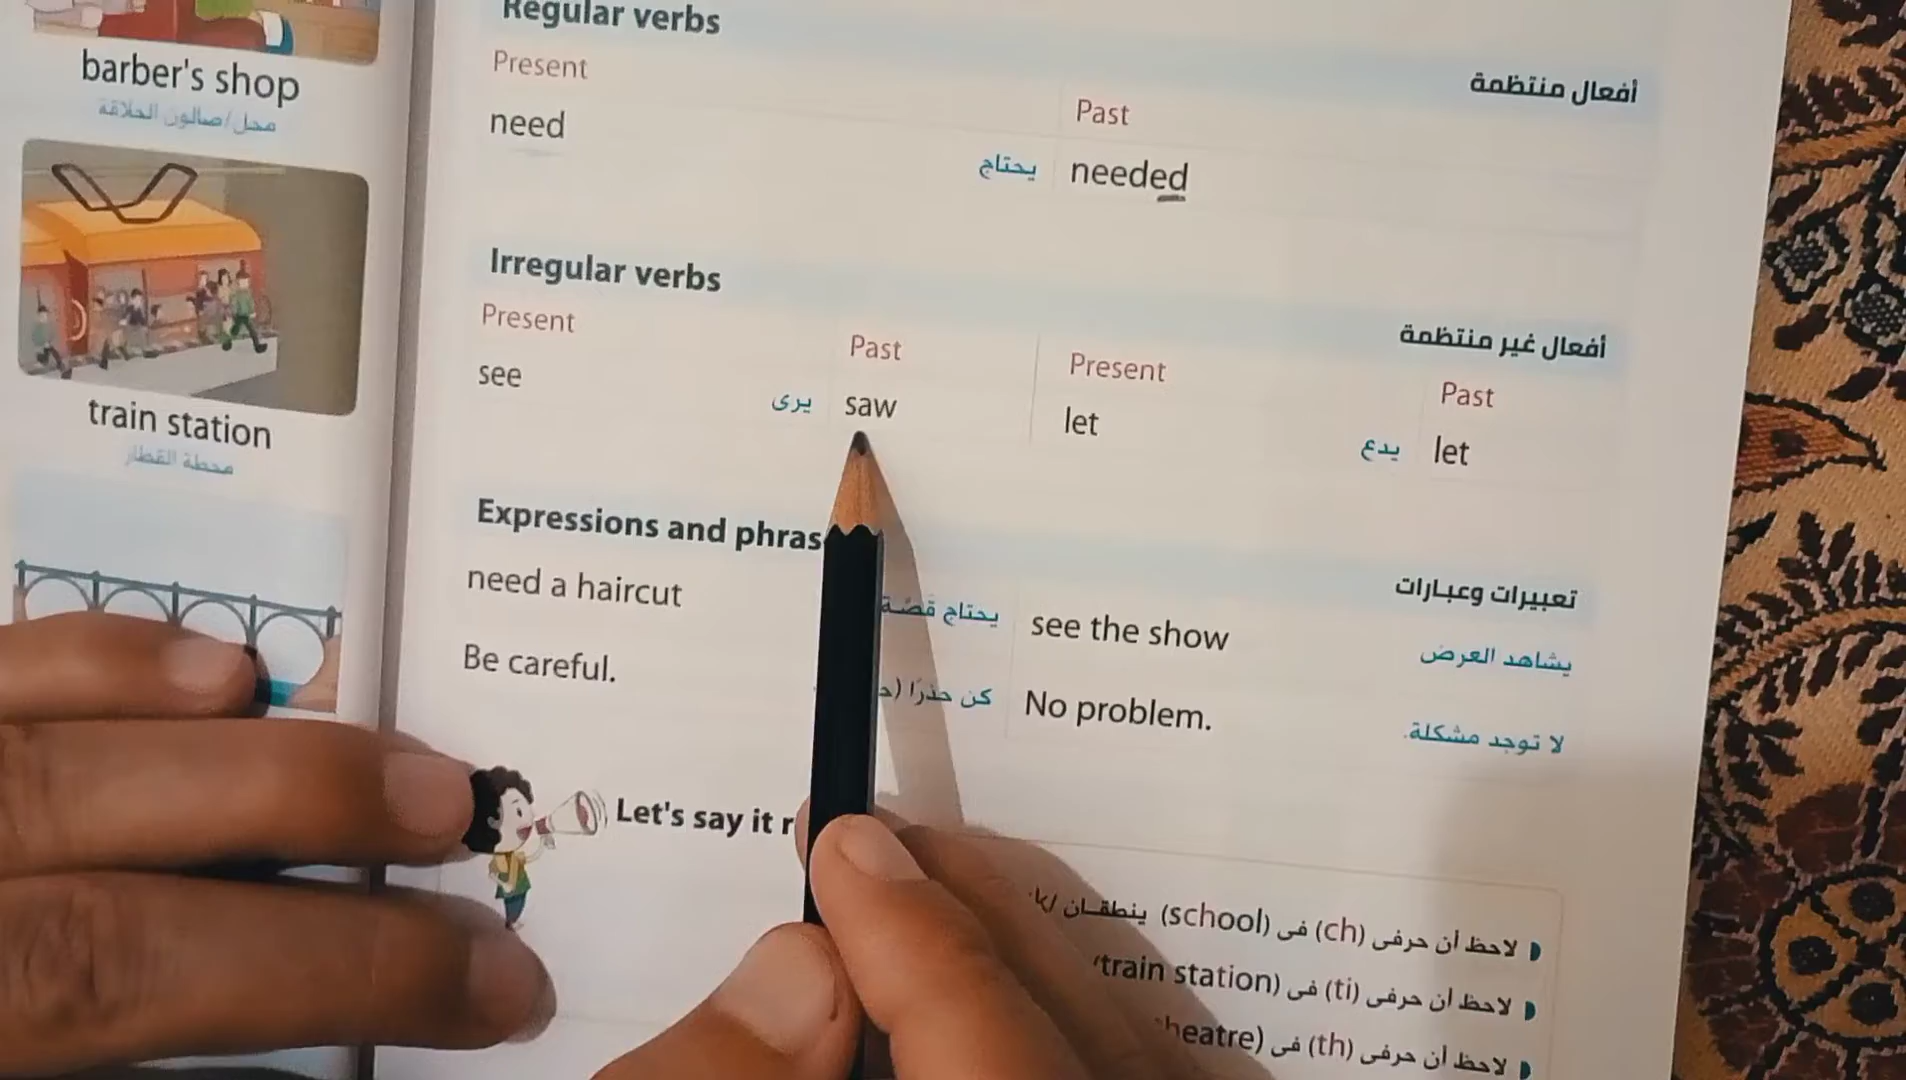 barber's shop
محل/صالون الحلاقة
train station
محطة القطار
Regular verbs
أفعال منتظمة
Present
Past
need
يحتاج
needed
Irregular verbs
أفعال غير منتظمة
Present
Past
Present
Past
see
يرى
saw
let
يدع
let
Expressions and phras
تعبيرات وعبارات
need a haircut
يحتاج قصّة
see the show
يشاهد العرض
Be careful.
كن حذرًا
No problem.
لا توجد مشكلة.
Let's say it r
لاحظ أن حرفى (ch) فى (school) ينطقان /k/
لاحظ أن حرفى (ti) فى (train station)
لاحظ أن حرفى (th) فى (heatre)